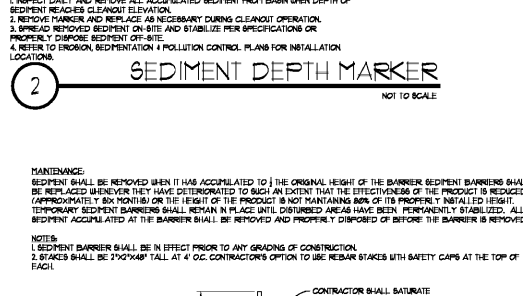 1. INSPECT DAILY AND REMOVE ALL ACCUMULATED SEDIMENT FROM BASIN WHEN DEPTH OF
SEDIMENT REACHES CLEANOUT ELEVATION.
2. REMOVE MARKER AND REPLACE AS NECESSARY DURING CLEANOUT OPERATION.
3. SPREAD REMOVED SEDIMENT ON-SITE AND STABILIZE PER SPECIFICATIONS OR
PROPERLY DISPOSE SEDIMENT OFF-SITE.
4. REFER TO EROSION, SEDIMENTATION & POLLUTION CONTROL PLANS FOR INSTALLATION
LOCATIONS.
2 SEDIMENT DEPTH MARKER
NOT TO SCALE
MAINTENANCE:
SEDIMENT SHALL BE REMOVED WHEN IT HAS ACCUMULATED TO THE ORIGINAL HEIGHT OF THE BARRIER. SEDIMENT BARRIERS SHAL
BE REPLACED WHENEVER THEY HAVE DETERIORATED TO SUCH AN EXTENT THAT THE EFFECTIVENESS OF THE PRODUCT IS REDUCED
(APPROXIMATELY SIX MONTHS) OR THE HEIGHT OF THE PRODUCT IS NOT MAINTAINING 80% OF ITS PROPERLY INSTALLED HEIGHT.
TEMPORARY SEDIMENT BARRIERS SHALL REMAIN IN PLACE UNTIL DISTURBED AREAS HAVE BEEN PERMANENTLY STABILIZED. ALL
SEDIMENT ACCUMULATED AT THE BARRIER SHALL BE REMOVED AND PROPERLY DISPOSED OF BEFORE THE BARRIER IS REMOVED
NOTES:
1. SEDIMENT BARRIER SHALL BE IN EFFECT PRIOR TO ANY GRADING OF CONSTRUCTION.
2. STAKES SHALL BE 2"X2"X48" TALL AT 4' O.C. CONTRACTOR'S OPTION TO USE REBAR STAKES WITH SAFETY CAPS AT THE TOP OF
EACH.
CONTRACTOR SHALL SATURATE